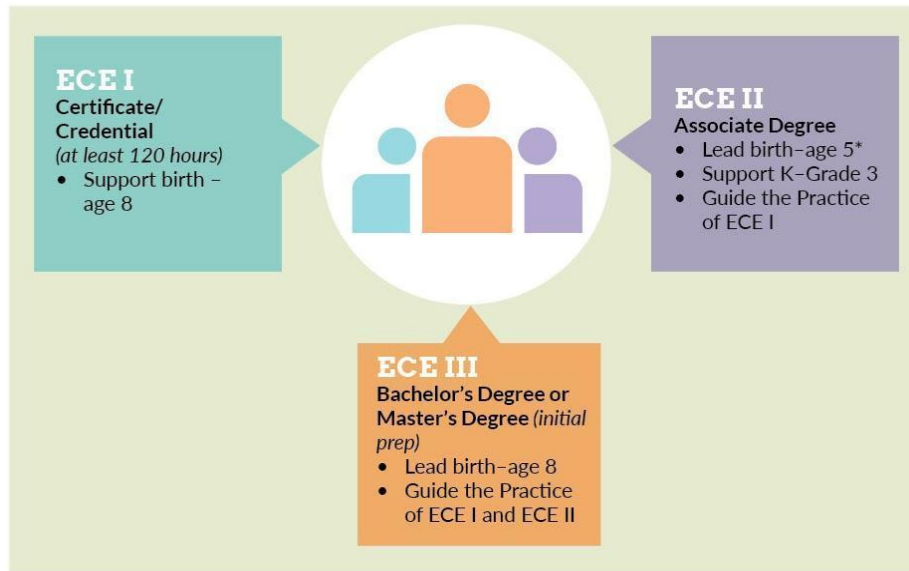 ECE I
Certificate/
Credential
(at least 120 hours)
• Support birth –
age 8
ECE II
Associate Degree
• Lead birth–age 5*
• Support K–Grade 3
• Guide the Practice
of ECE I
ECE III
Bachelor’s Degree or
Master’s Degree (initial
prep)
• Lead birth–age 8
• Guide the Practice
of ECE I and ECE II